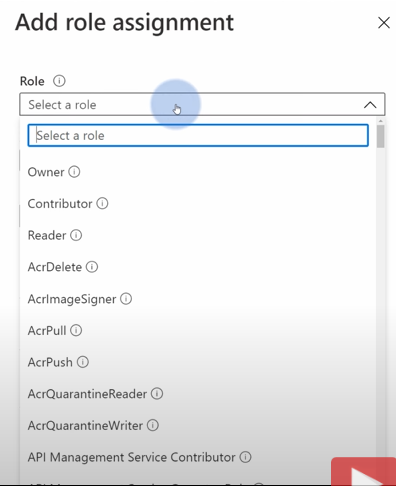 Add role assignment
Role
Select a role
Select a role
Owner
Contributor
Reader
AcrDelete
AcrImageSigner
AcrPull
AcrPush
AcrQuarantineReader
AcrQuarantineWriter
API Management Service Contributor